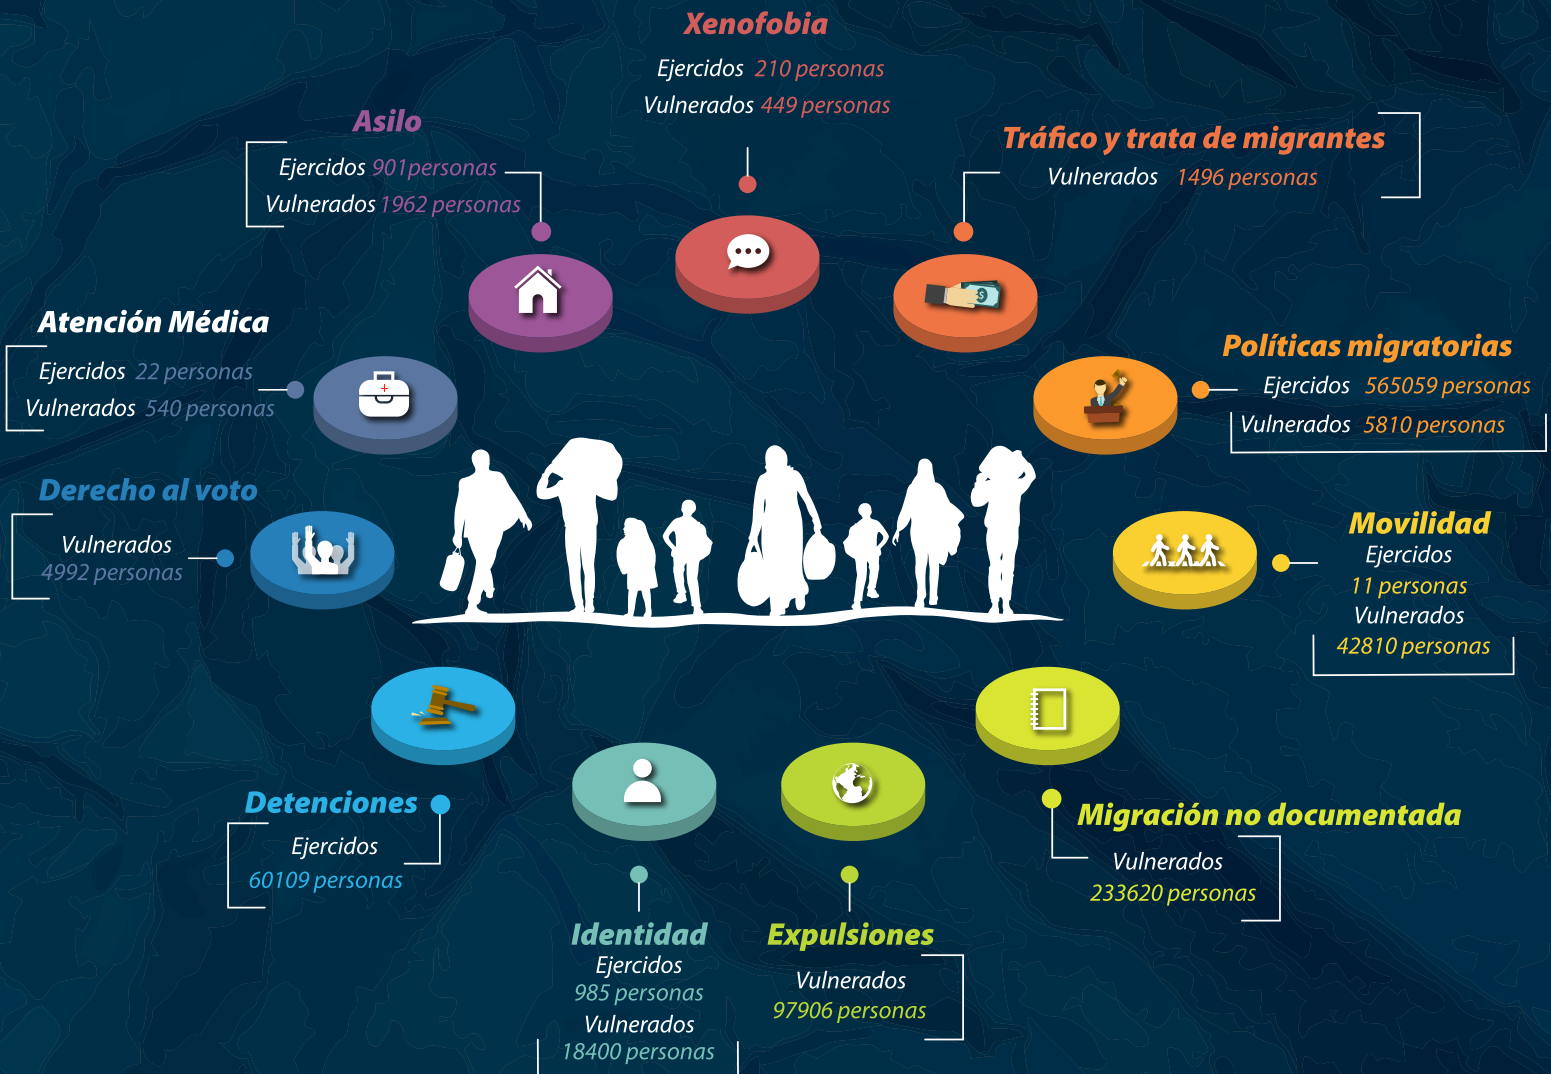 Xenofobia
Ejercidos 210 personas
Vulnerados 449 personas
Asilo
Ejercidos 901personas
Vulnerados 1962 personas
Tráfico y trata de migrantes
Vulnerados 1496 personas
Atención Médica
Ejercidos 22 personas
Vulnerados 540 personas
Políticas migratorias
Ejercidos 565059 personas
Vulnerados 5810 personas
Derecho al voto
Vulnerados
4992 personas
Movilidad
Ejercidos
11 personas
Vulnerados
42810 personas
Detenciones
Ejercidos
60109 personas
Migración no documentada
Vulnerados
233620 personas
Identidad
Ejercidos
985 personas
Vulnerados
18400 personas
Expulsiones
Vulnerados
97906 personas